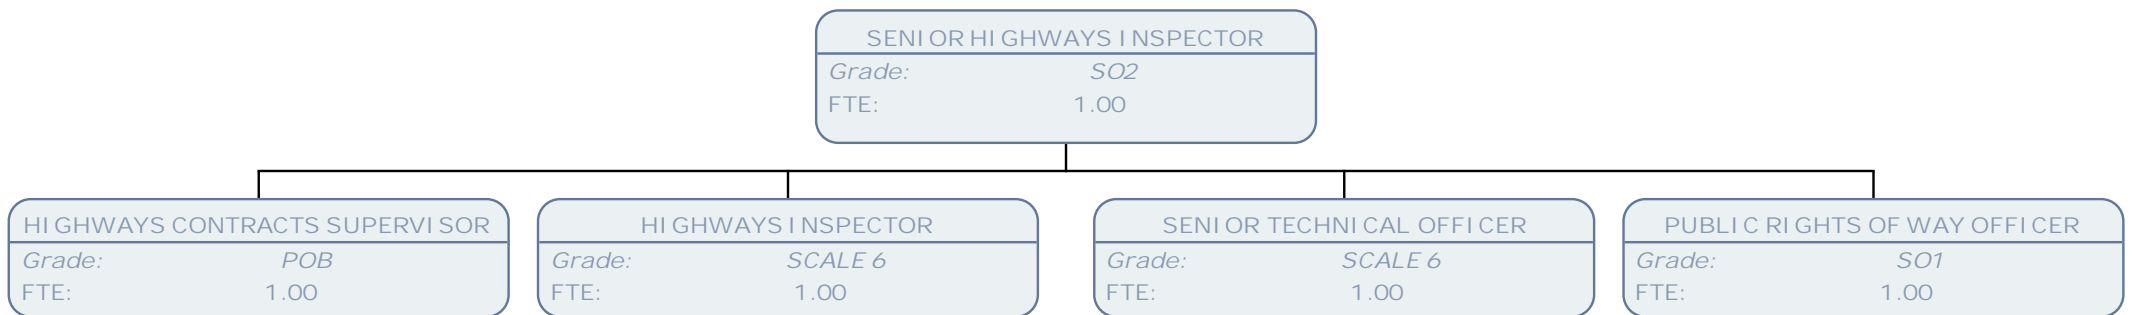 SENIOR HIGHWAYS INSPECTOR
Grade: SO2
FTE: 1.00
HIGHWAYS CONTRACTS SUPERVISOR
Grade: POB
FTE: 1.00
HIGHWAYS INSPECTOR
Grade: SCALE 6
FTE: 1.00
SENIOR TECHNICAL OFFICER
Grade: SCALE 6
FTE: 1.00
PUBLIC RIGHTS OF WAY OFFICER
Grade: SO1
FTE: 1.00